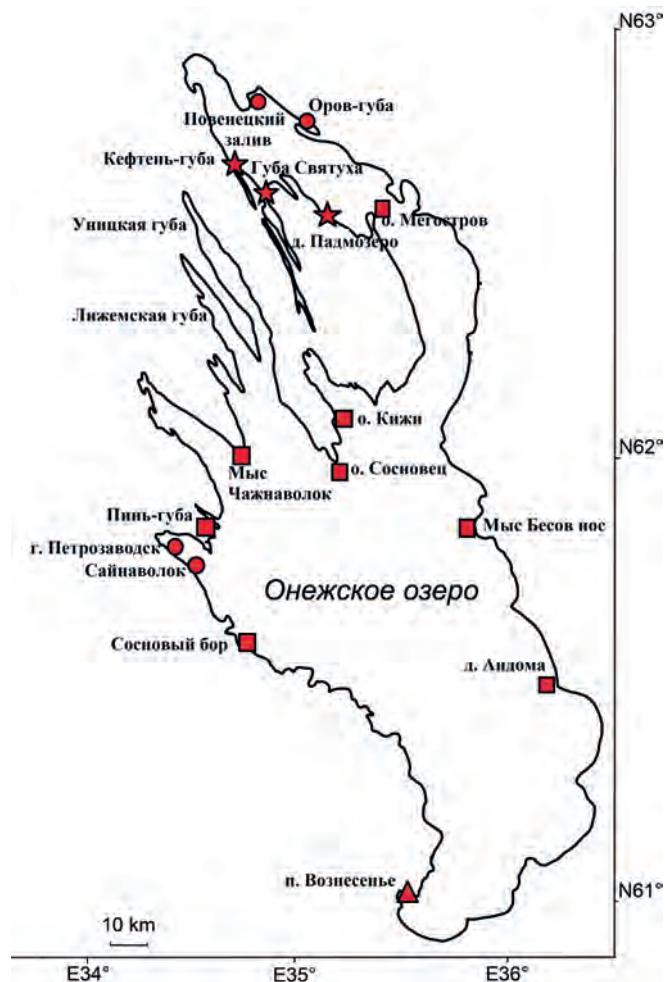 N63°
Оров-губа
Повенецкий
залив
Кефтень-губа
Губа Святуха
Уницкая губа
о. Мегостров
д. Падмозеро
Лижемская губа
о. Кижи
N62°
о. Сосновец
Мыс
Чажнаволок
Пинь-губа
Мыс Бесов нос
г. Петрозаводск
Сайнаволок
Онежское озеро
Сосновый бор
д. Андома
п. Вознесенье
N61°
10 km
E34°
E35°
E36°